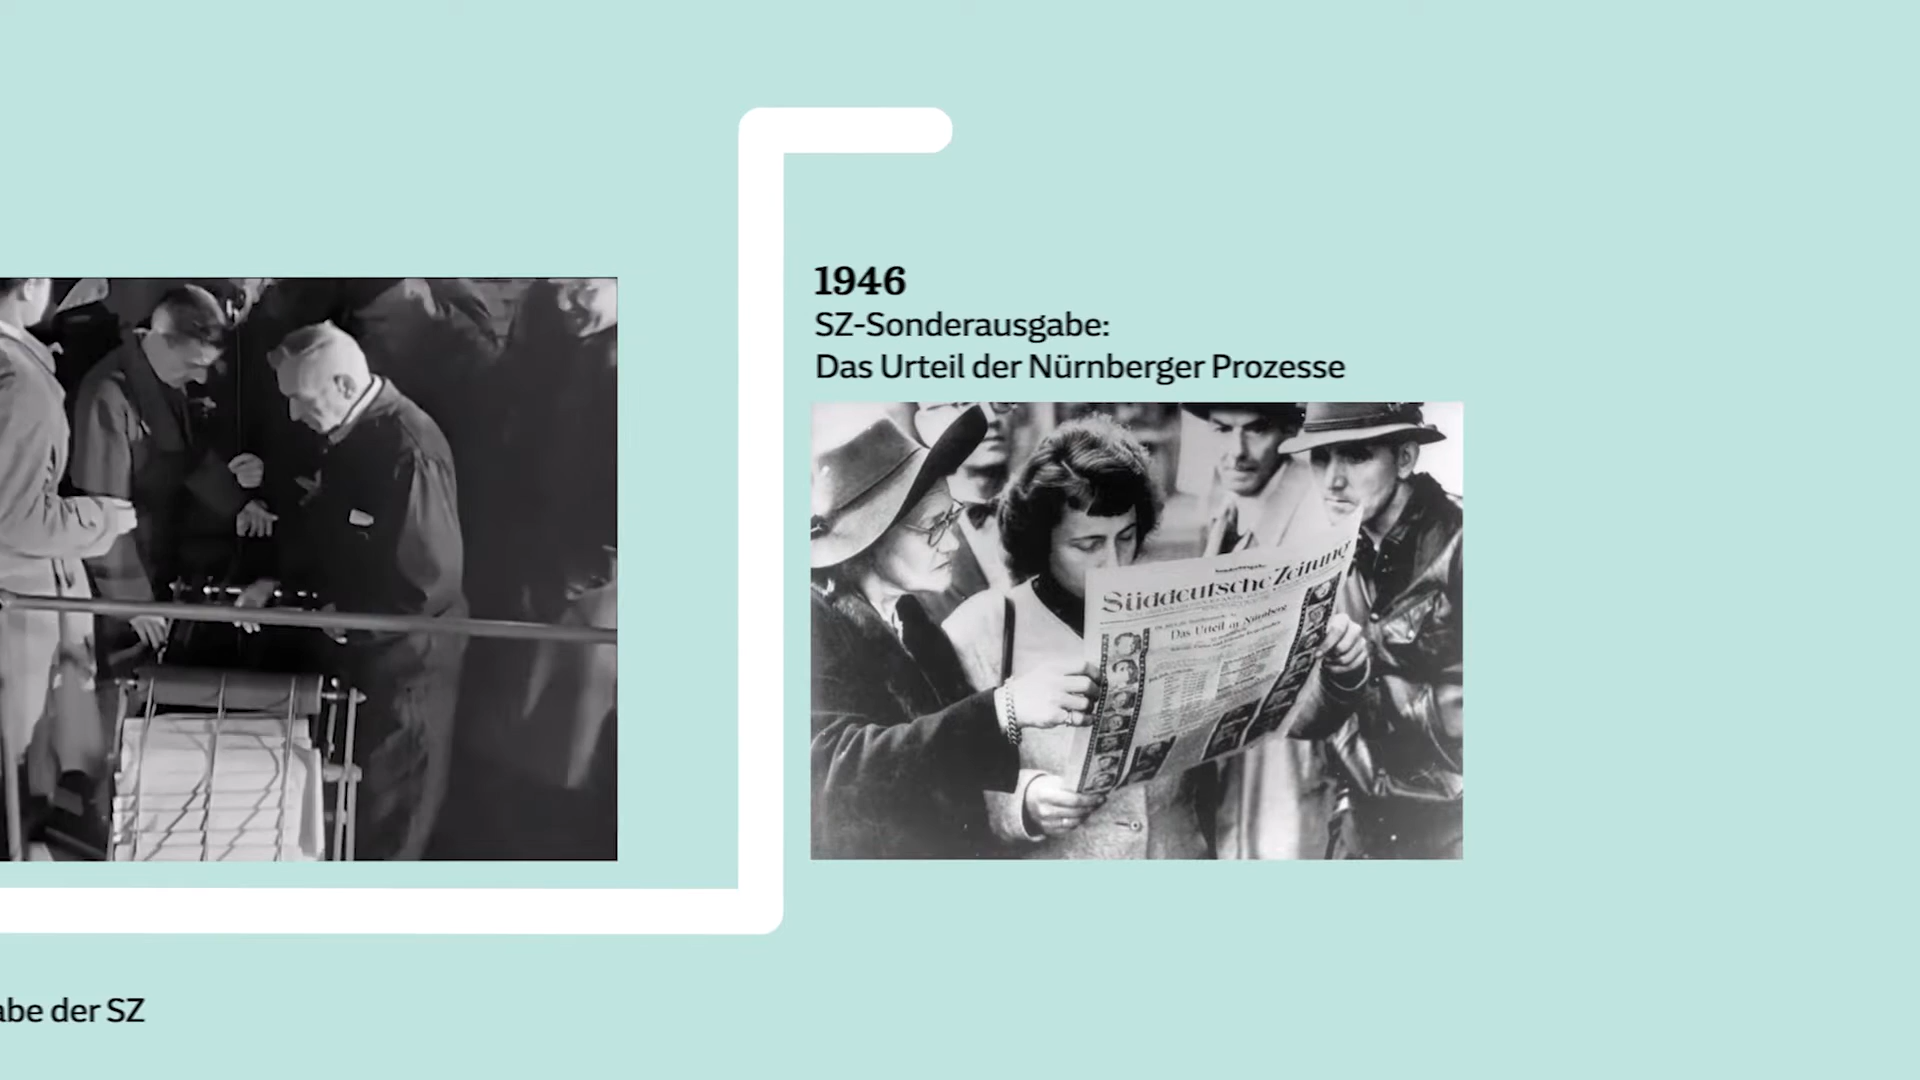 1946
SZ-Sonderausgabe:
Das Urteil der Nürnberger Prozesse
Süddeutsche Zeitung
Das Urteil in Nürnberg
abe der SZ